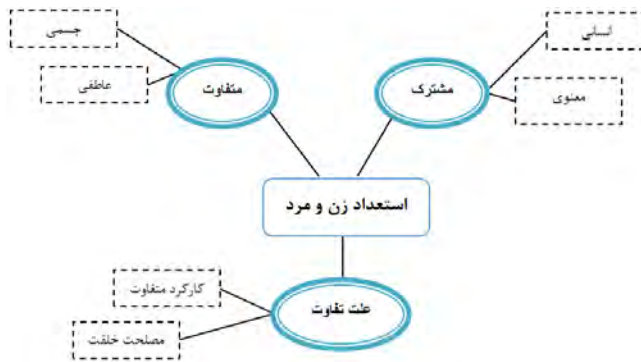 انسانی
جسمی
مشترک
متفاوت
معنوی
عاطفی
استعداد زن و مرد
علت تفاوت
کارکرد متفاوت
مصلحت خلقت